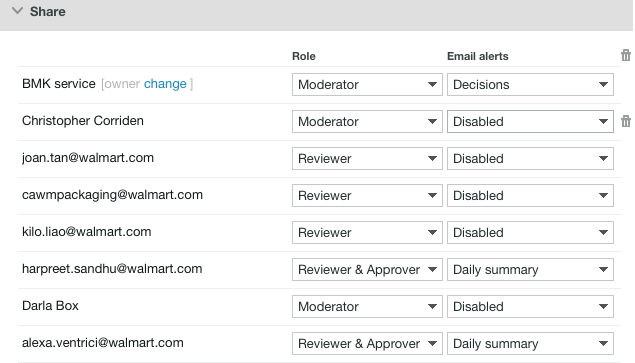 Share
Role Email alerts
BMK service [owner change ] Moderator Decisions
Christopher Corriden Moderator Disabled
joan.tan@walmart.com Reviewer Disabled
cawmpackaging@walmart.com Reviewer Disabled
kilo.liao@walmart.com Reviewer Disabled
harpreet.sandhu@walmart.com Reviewer & Approver Daily summary
Darla Box Moderator Disabled
alexa.ventrici@walmart.com Reviewer & Approver Daily summary